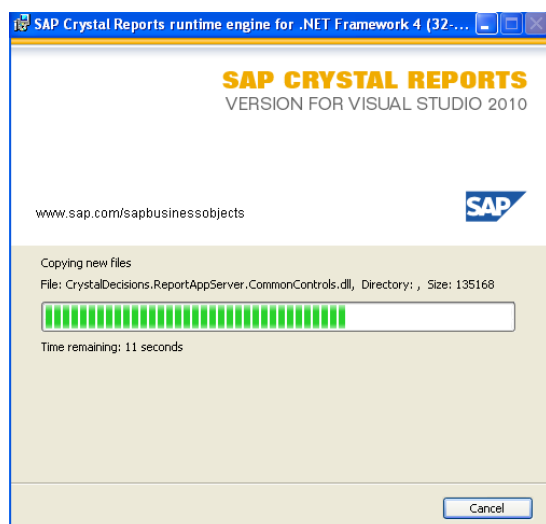 SAP Crystal Reports runtime engine for .NET Framework 4 (32-...
SAP CRYSTAL REPORTS
VERSION FOR VISUAL STUDIO 2010
www.sap.com/sapbusinessobjects
SAP
Copying new files
File: CrystalDecisions.ReportAppServer.CommonControls.dll, Directory: , Size: 135168
Time remaining: 11 seconds
Cancel